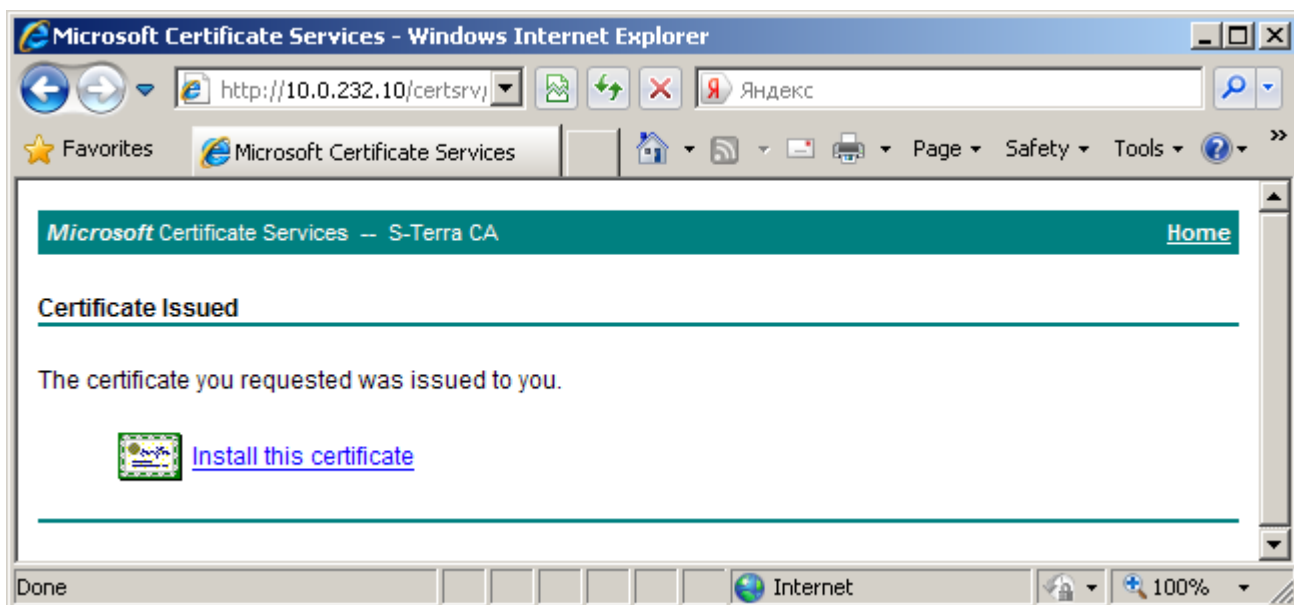 Microsoft Certificate Services - Windows Internet Explorer
http://10.0.232.10/certsrv/
Яндекс
Favorites
Microsoft Certificate Services
Page
Safety
Tools
Microsoft Certificate Services -- S-Terra CA
Home
Certificate Issued
The certificate you requested was issued to you.
Install this certificate
Done
Internet
100%